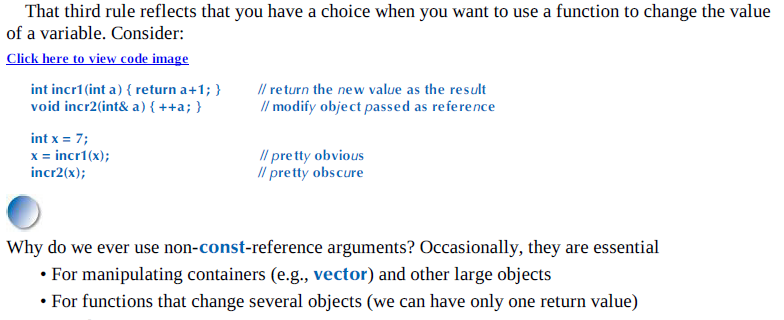 That third rule reflects that you have a choice when you want to use a function to change the value
of a variable. Consider:
Click here to view code image
int incr1(int a) { return a+1; } // return the new value as the result
void incr2(int& a) { ++a; } // modify object passed as reference
int x = 7;
x = incr1(x); // pretty obvious
incr2(x); // pretty obscure
Why do we ever use non-const-reference arguments? Occasionally, they are essential
• For manipulating containers (e.g., vector) and other large objects
• For functions that change several objects (we can have only one return value)